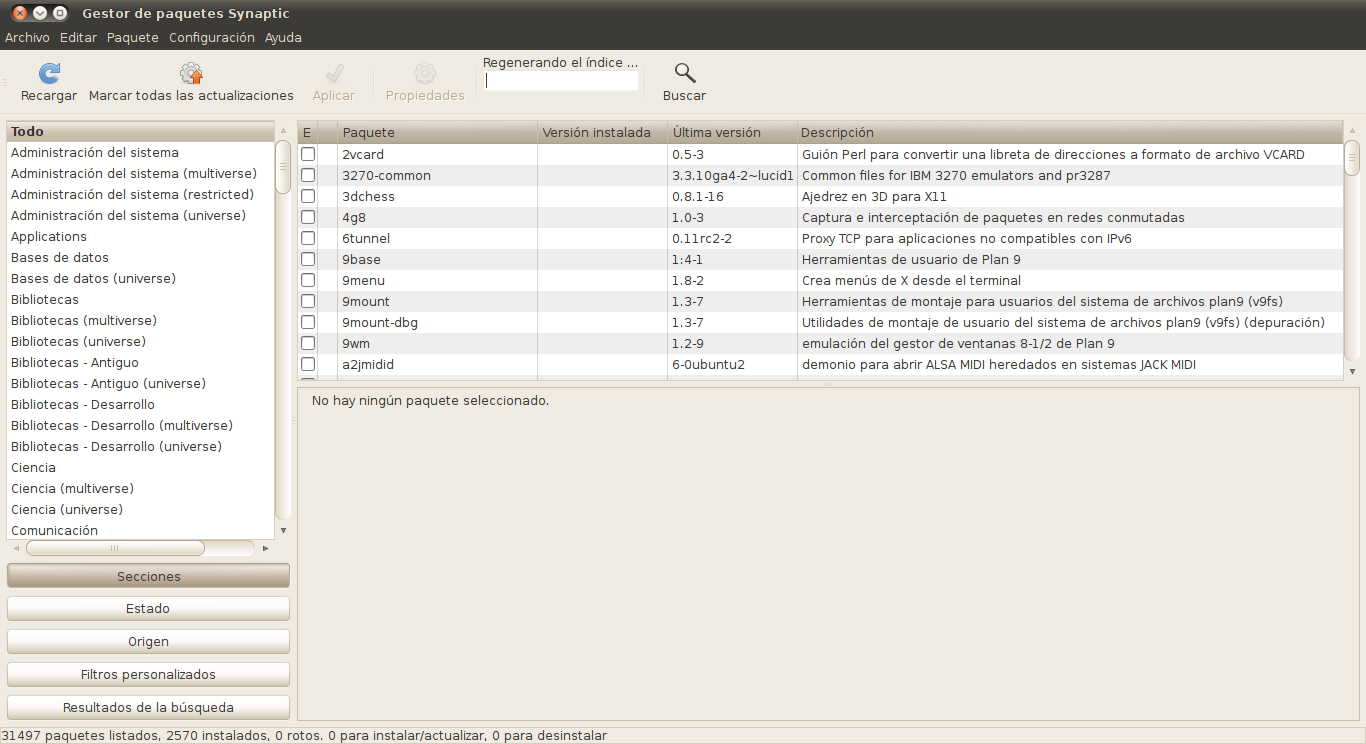 Gestor de paquetes Synaptic
Archivo Editar Paquete Configuración Ayuda
Regenerando el índice ...
Recargar Marcar todas las actualizaciones Aplicar Propiedades Buscar
Todo
Administración del sistema
Administración del sistema (multiverse)
Administración del sistema (restricted)
Administración del sistema (universe)
Applications
Bases de datos
Bases de datos (universe)
Bibliotecas
Bibliotecas (multiverse)
Bibliotecas (universe)
Bibliotecas - Antiguo
Bibliotecas - Antiguo (universe)
Bibliotecas - Desarrollo
Bibliotecas - Desarrollo (multiverse)
Bibliotecas - Desarrollo (universe)
Ciencia
Ciencia (multiverse)
Ciencia (universe)
Comunicación
Secciones
Estado
Origen
Filtros personalizados
Resultados de la búsqueda
E Paquete Versión instalada Última versión Descripción
2vcard 0.5-3 Guión Perl para convertir una libreta de direcciones a formato de archivo VCARD
3270-common 3.3.10ga4-2~lucid1 Common files for IBM 3270 emulators and pr3287
3dchess 0.8.1-16 Ajedrez en 3D para X11
4g8 1.0-3 Captura e interceptación de paquetes en redes conmutadas
6tunnel 0.11rc2-2 Proxy TCP para aplicaciones no compatibles con IPv6
9base 1:4-1 Herramientas de usuario de Plan 9
9menu 1.8-2 Crea menús de X desde el terminal
9mount 1.3-7 Herramientas de montaje para usuarios del sistema de archivos plan9 (v9fs)
9mount-dbg 1.3-7 Utilidades de montaje de usuario del sistema de archivos plan9 (v9fs) (depuración)
9wm 1.2-9 emulación del gestor de ventanas 8-1/2 de Plan 9
a2jmidid 6-0ubuntu2 demonio para abrir ALSA MIDI heredados en sistemas JACK MIDI
No hay ningún paquete seleccionado.
31497 paquetes listados, 2570 instalados, 0 rotos. 0 para instalar/actualizar, 0 para desinstalar